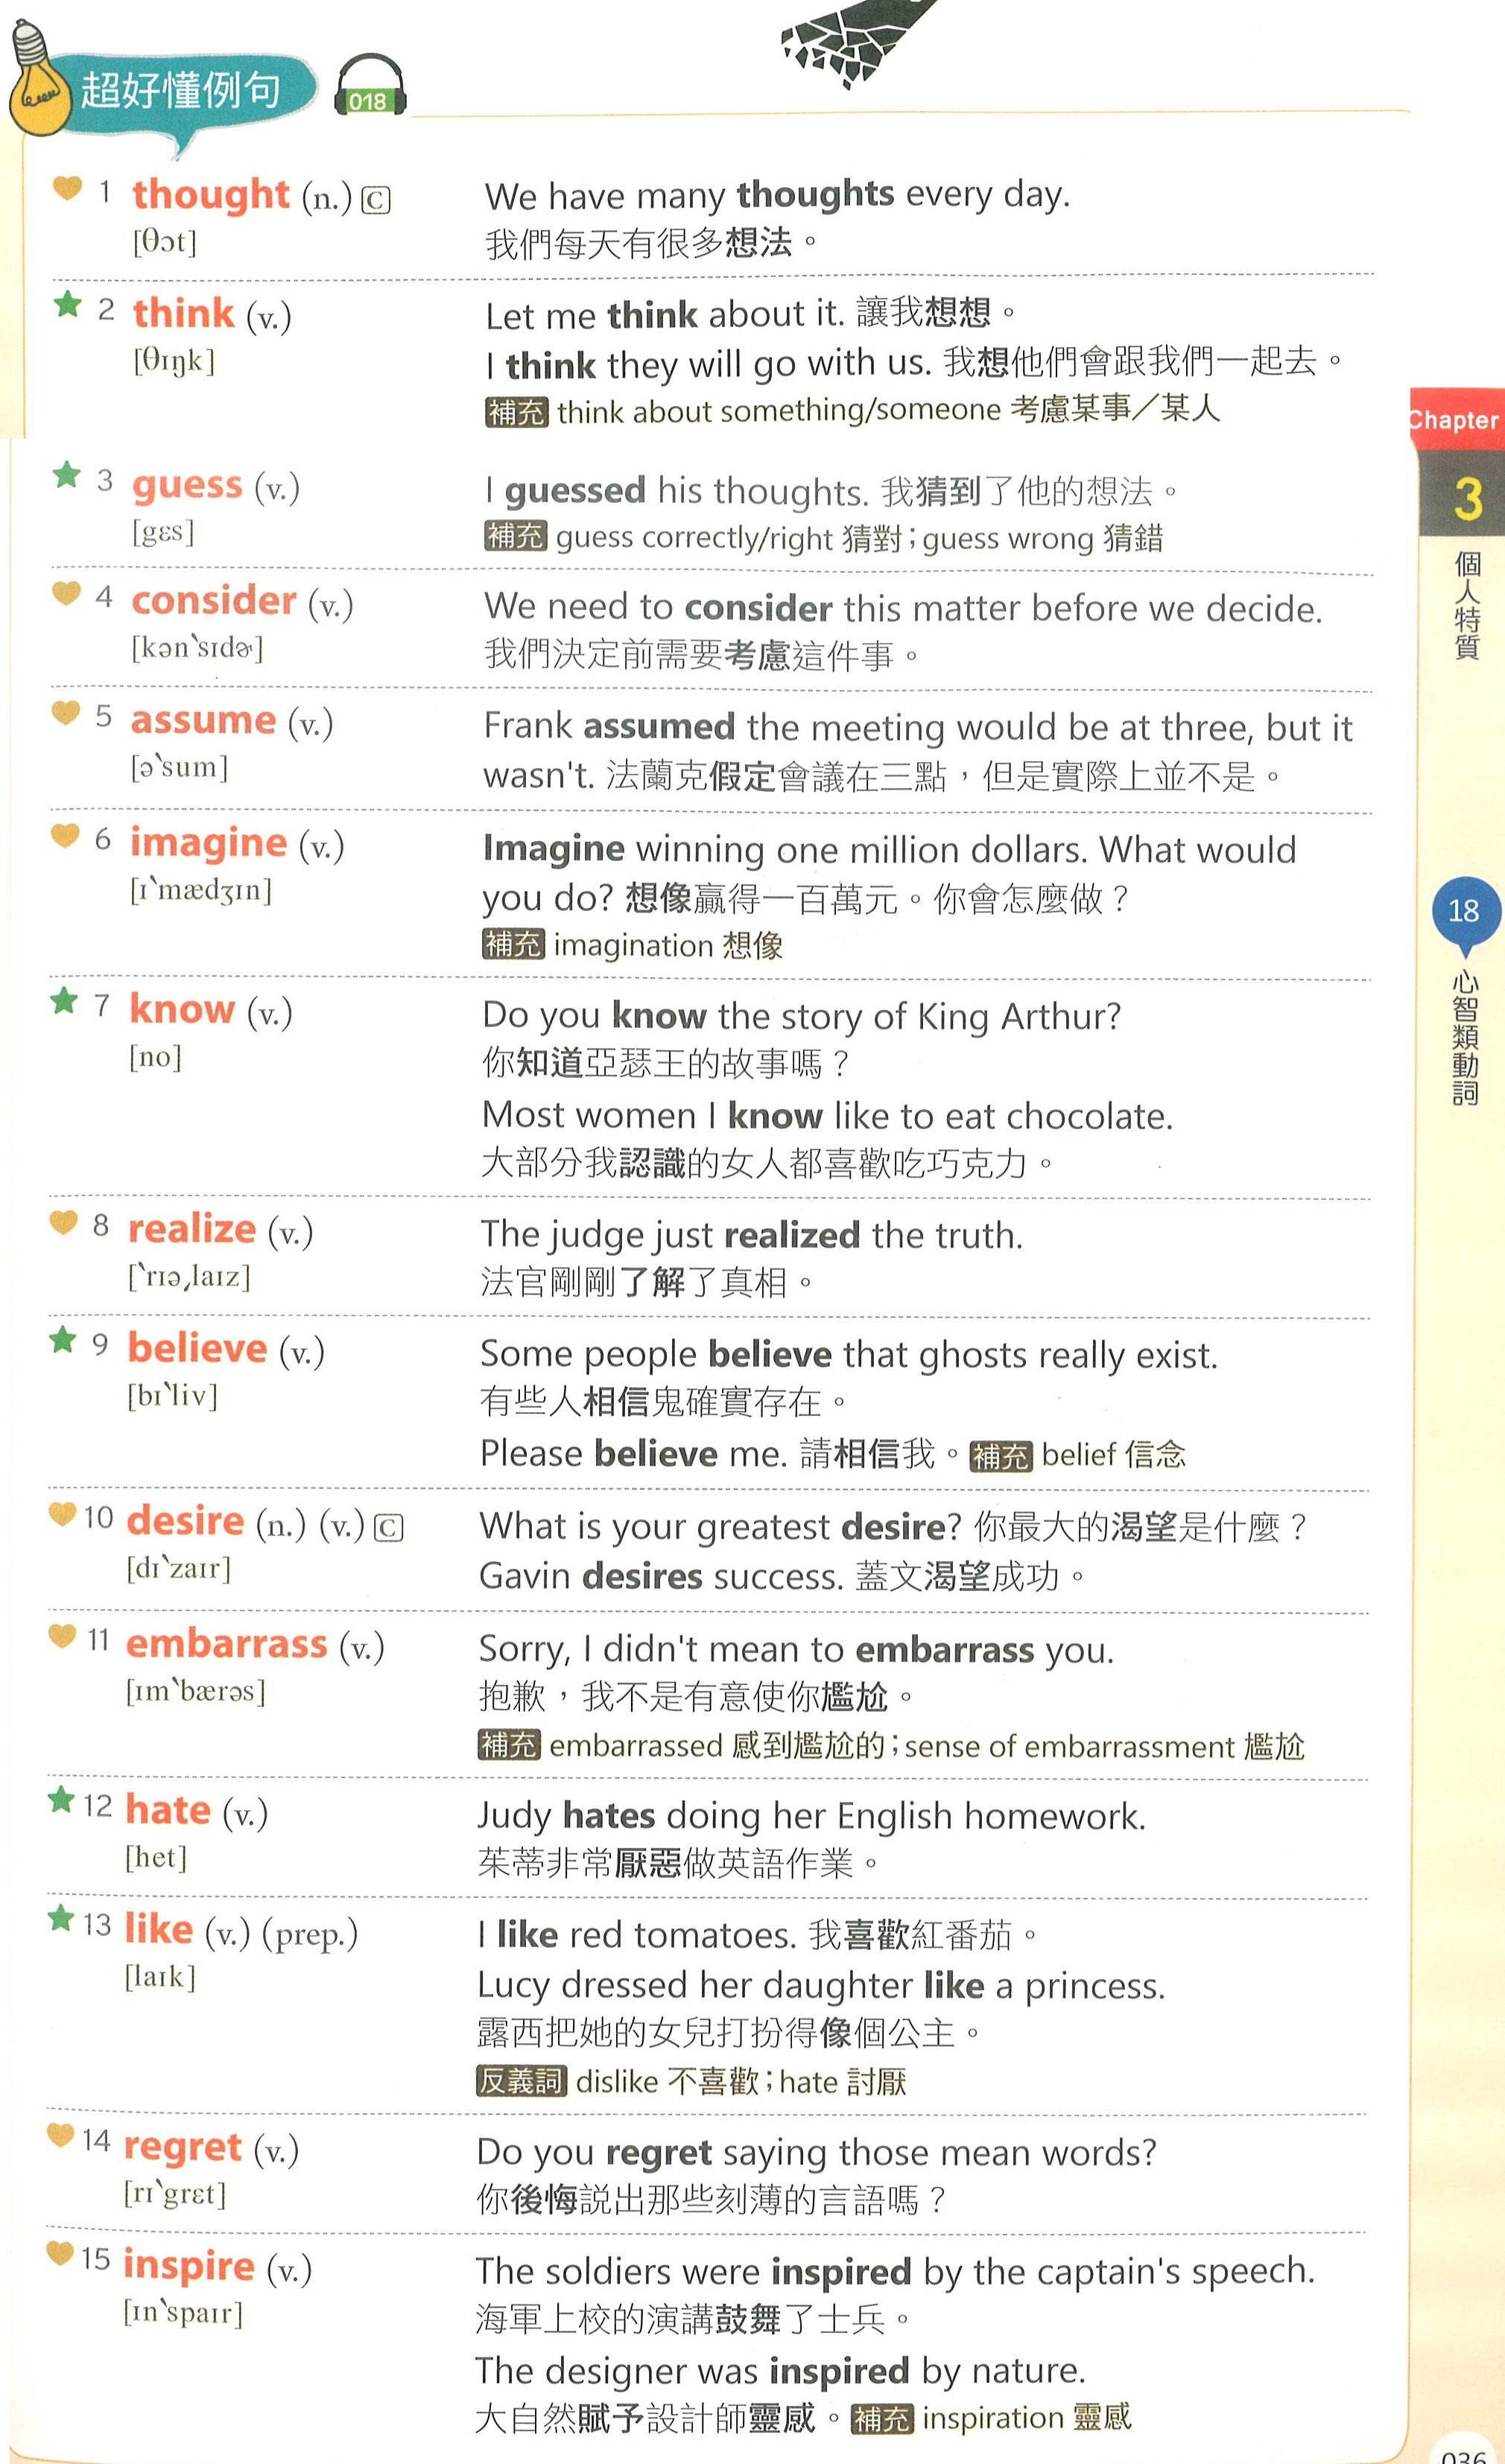 超好懂例句 018
1 thought (n.) C We have many thoughts every day.
[θɔt] 我們每天有很多想法。
2 think (v.) Let me think about it. 讓我想想。
[θɪŋk] I think they will go with us. 我想他們會跟我們一起去。
補充 think about something/someone 考慮某事／某人
3 guess (v.) I guessed his thoughts. 我猜到了他的想法。
[gɛs] 補充 guess correctly/right 猜對；guess wrong 猜錯
4 consider (v.) We need to consider this matter before we decide.
[kənˋsɪdɚ] 我們決定前需要考慮這件事。
5 assume (v.) Frank assumed the meeting would be at three, but it
[əˋsum] wasn't. 法蘭克假定會議在三點，但是實際上並不是。
6 imagine (v.) Imagine winning one million dollars. What would
[ɪˋmædʒɪn] you do? 想像贏得一百萬元。你會怎麼做？
補充 imagination 想像
7 know (v.) Do you know the story of King Arthur?
[no] 你知道亞瑟王的故事嗎？
Most women I know like to eat chocolate.
大部分我認識的女人都喜歡吃巧克力。
8 realize (v.) The judge just realized the truth.
[ˋrɪəˏlaɪz] 法官剛剛了解了真相。
9 believe (v.) Some people believe that ghosts really exist.
[bɪˋliv] 有些人相信鬼確實存在。
Please believe me. 請相信我。補充 belief 信念
10 desire (n.) (v.) C What is your greatest desire? 你最大的渴望是什麼？
[dɪˋzaɪr] Gavin desires success. 蓋文渴望成功。
11 embarrass (v.) Sorry, I didn't mean to embarrass you.
[ɪmˋbærəs] 抱歉，我不是有意使你尷尬。
補充 embarrassed 感到尷尬的；sense of embarrassment 尷尬
12 hate (v.) Judy hates doing her English homework.
[het] 茱蒂非常厭惡做英語作業。
13 like (v.) (prep.) I like red tomatoes. 我喜歡紅番茄。
[laɪk] Lucy dressed her daughter like a princess.
露西把她的女兒打扮得像個公主。
反義詞 dislike 不喜歡；hate 討厭
14 regret (v.) Do you regret saying those mean words?
[rɪˋgrɛt] 你後悔說出那些刻薄的言語嗎？
15 inspire (v.) The soldiers were inspired by the captain's speech.
[ɪnˋspaɪr] 海軍上校的演講鼓舞了士兵。
The designer was inspired by nature.
大自然賦予設計師靈感。補充 inspiration 靈感
Chapter
3
個人特質
18
心智類動詞
036